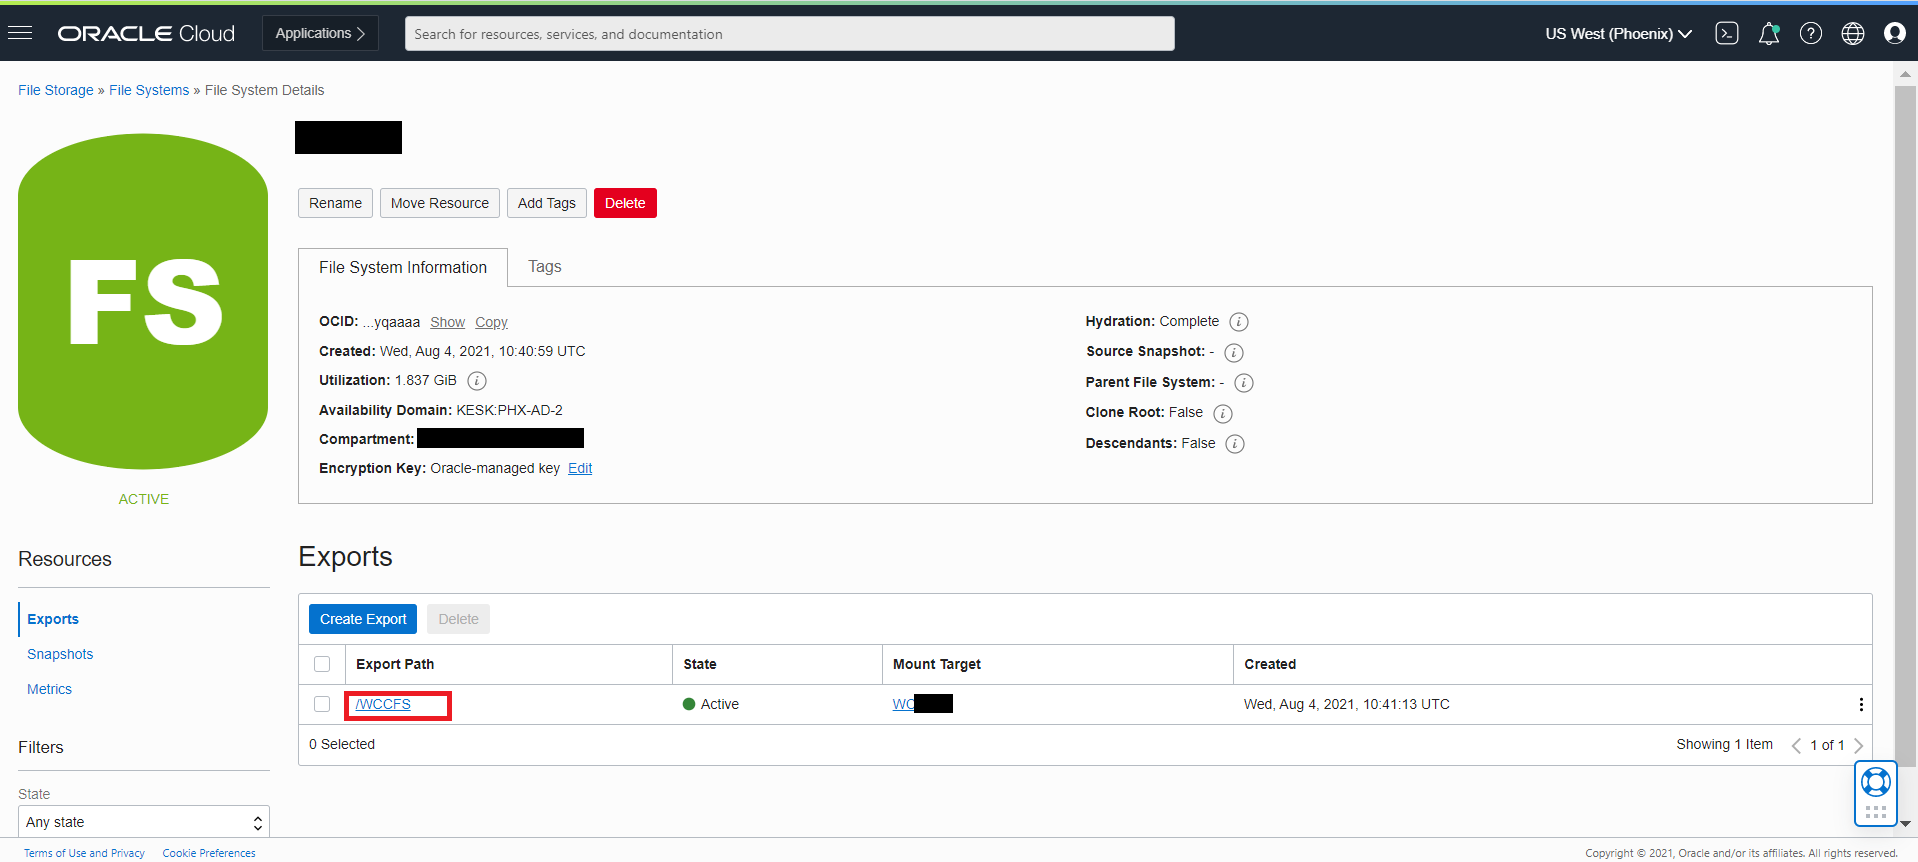 ORACLE Cloud
Applications
Search for resources, services, and documentation
US West (Phoenix)
File Storage » File Systems » File System Details
FS
ACTIVE
Rename
Move Resource
Add Tags
Delete
File System Information
Tags
OCID: ...yqaaaa Show Copy
Created: Wed, Aug 4, 2021, 10:40:59 UTC
Utilization: 1.837 GiB
Availability Domain: KESK:PHX-AD-2
Compartment:
Encryption Key: Oracle-managed key Edit
Hydration: Complete
Source Snapshot: -
Parent File System: -
Clone Root: False
Descendants: False
Resources
Exports
Snapshots
Metrics
Filters
State
Any state
Exports
Create Export
Delete
Export Path State Mount Target Created
/WCCFS Active WC Wed, Aug 4, 2021, 10:41:13 UTC
0 Selected
Showing 1 Item
1 of 1
Terms of Use and Privacy
Cookie Preferences
Copyright © 2021, Oracle and/or its affiliates. All rights reserved.